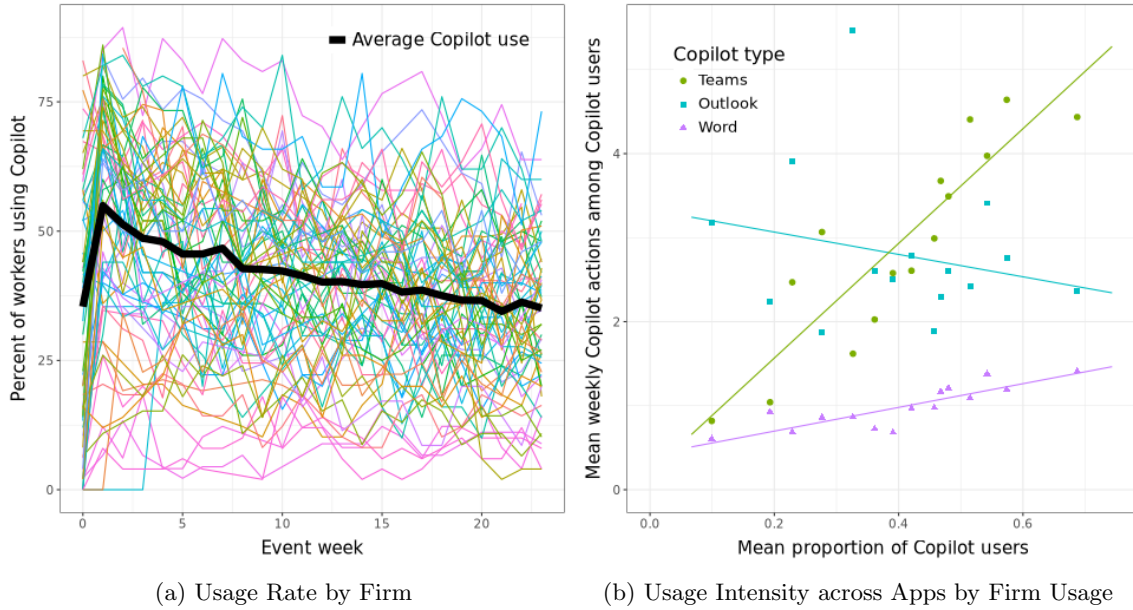 Average Copilot use
75
50
25
0
Percent of workers using Copilot
0
5
10
15
20
Event week
(a) Usage Rate by Firm
Copilot type
Teams
Outlook
Word
4
2
0
Mean weekly Copilot actions among Copilot users
0.0
0.2
0.4
0.6
Mean proportion of Copilot users
(b) Usage Intensity across Apps by Firm Usage